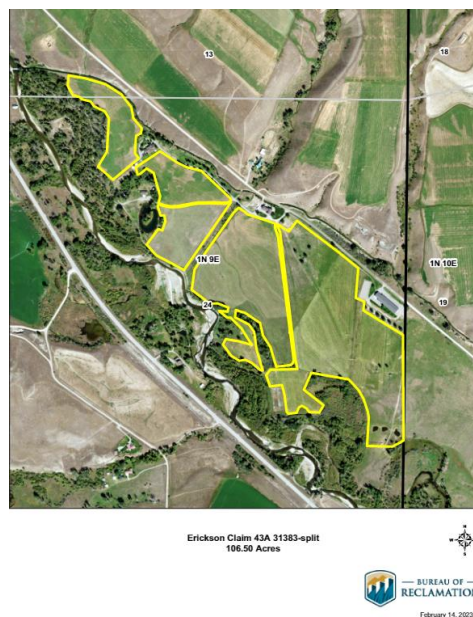 13
18
1N 9E
1N 10E
19
24
Erickson Claim 43A 31383-split
106.50 Acres
BUREAU OF
RECLAMATION
February 14, 2023